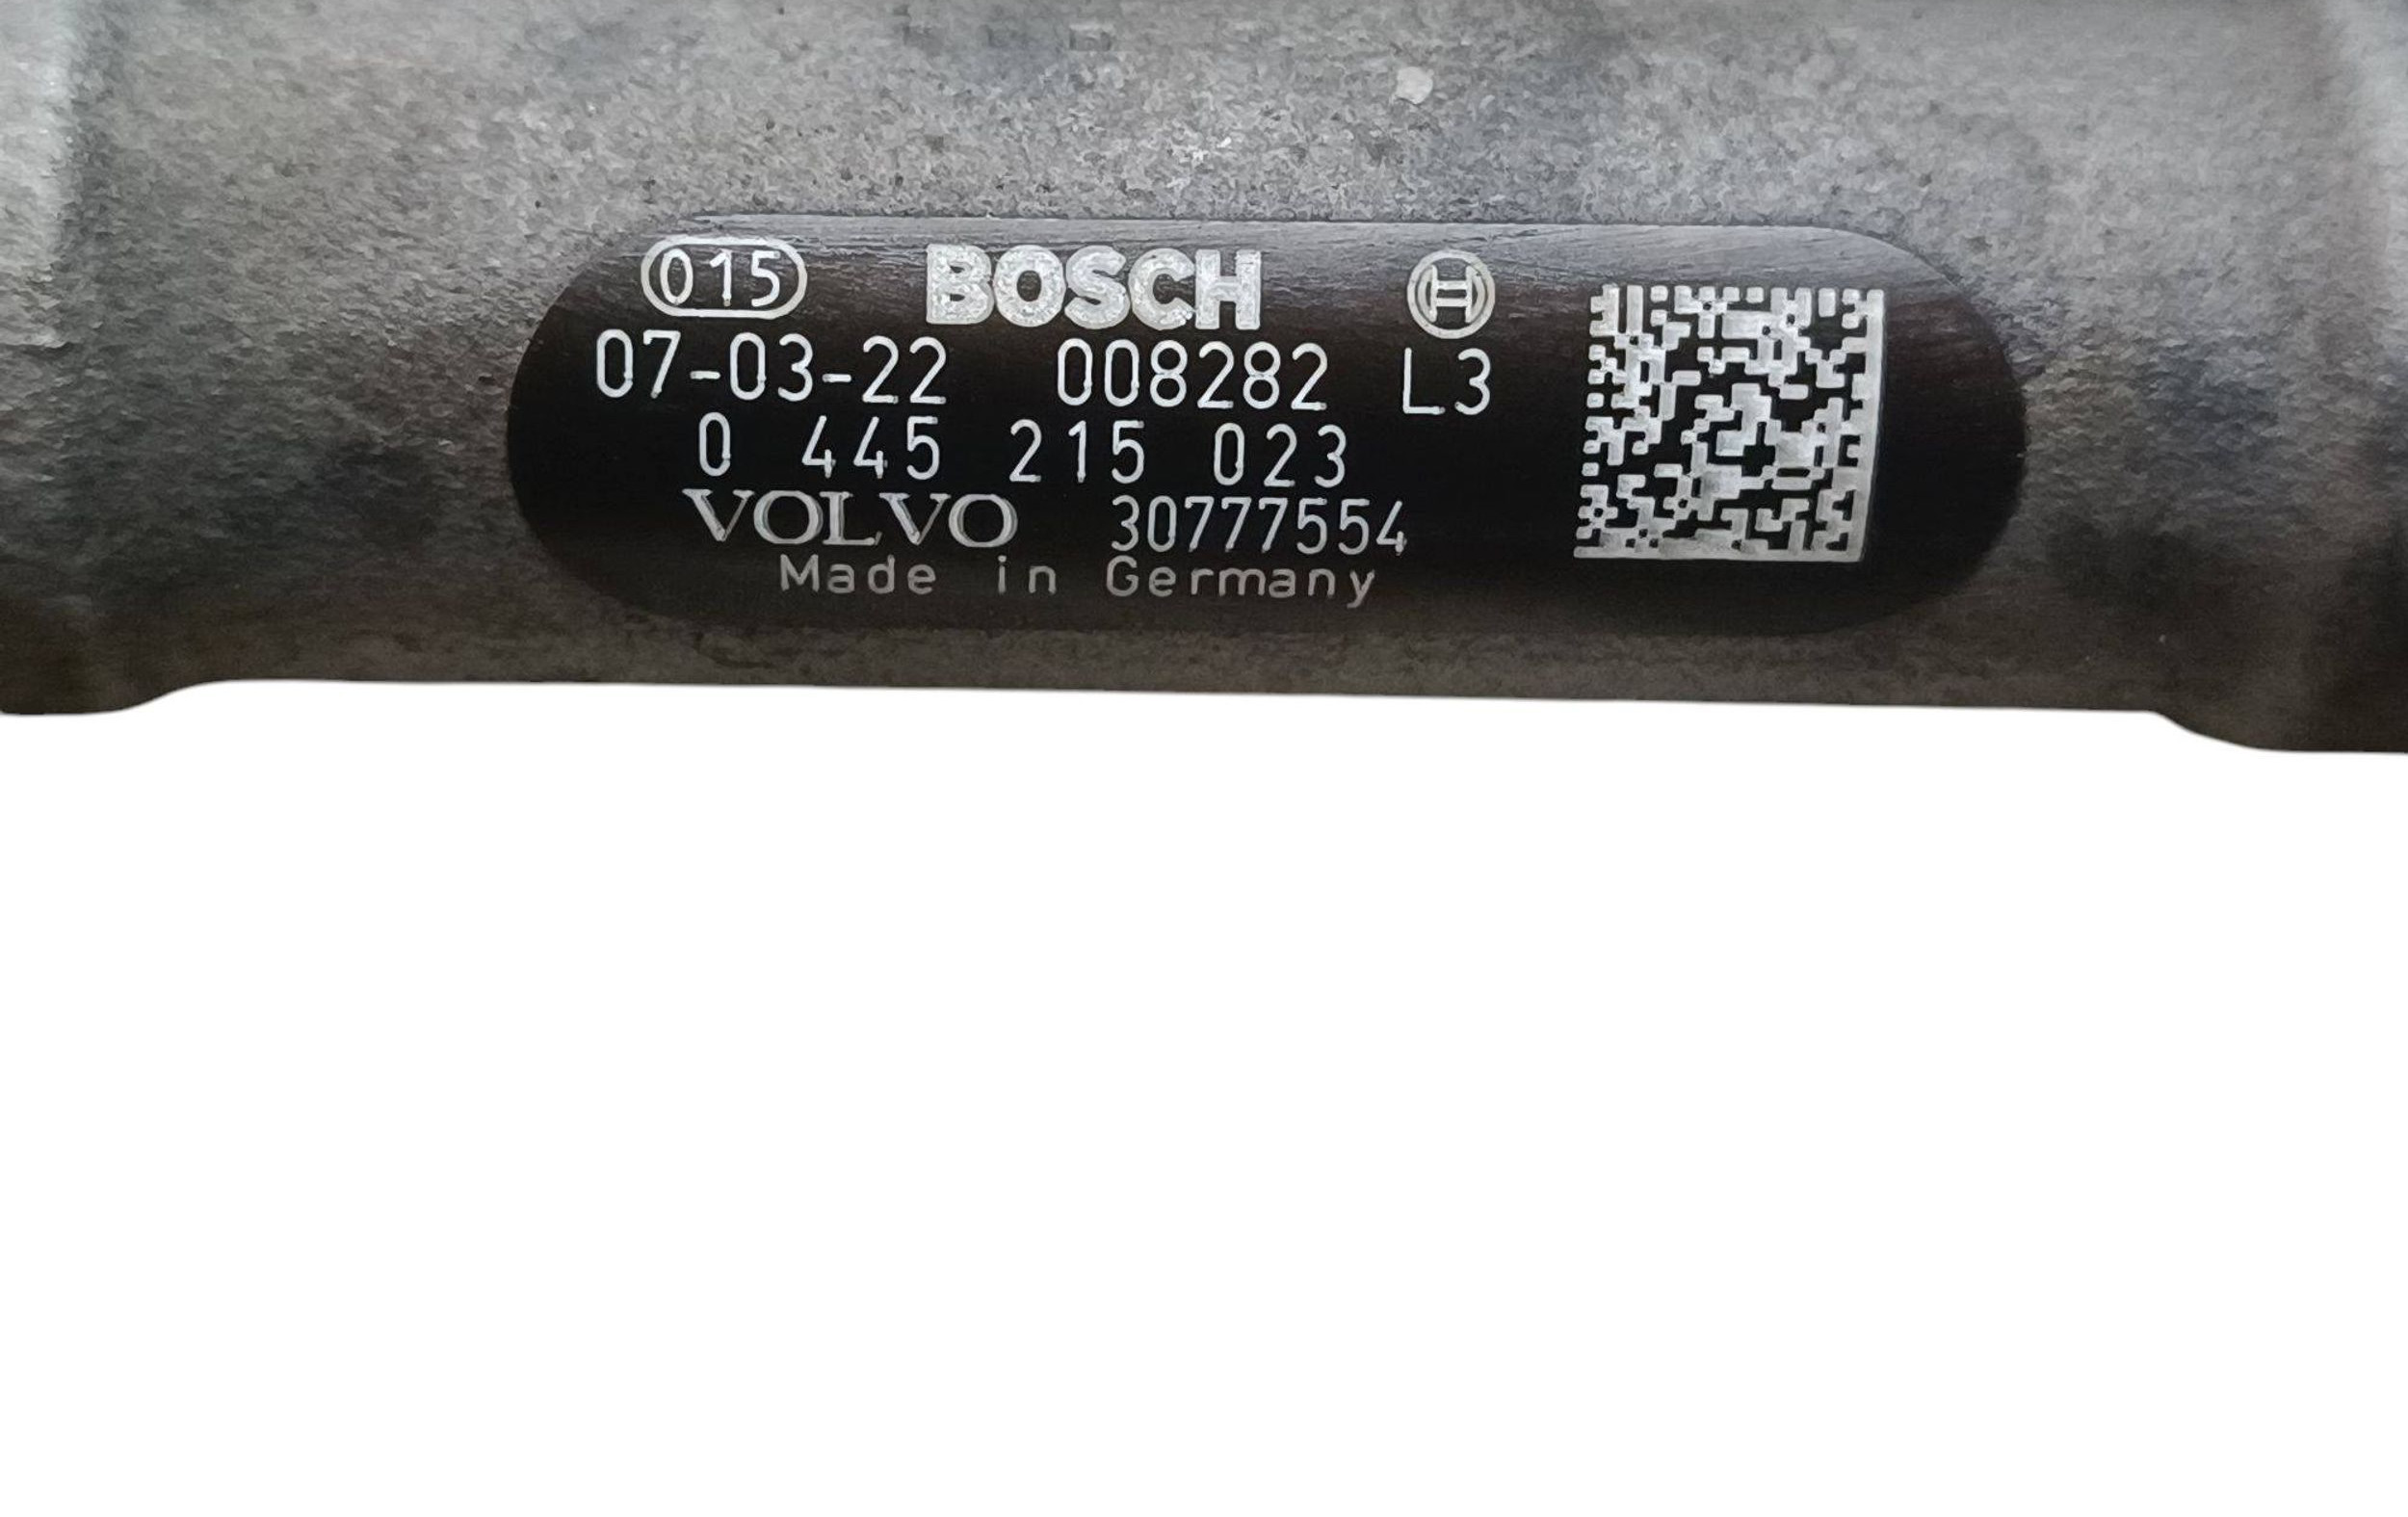 015 BOSCH
07-03-22 008282 L3
0 445 215 023
VOLVO 30777554
Made in Germany